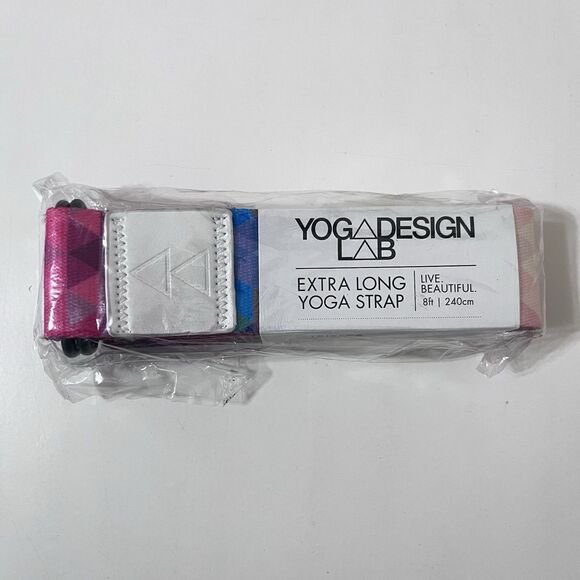 YOGADESIGN
LAB
EXTRA LONG
YOGA STRAP
LIVE.
BEAUTIFUL.
8ft | 240cm